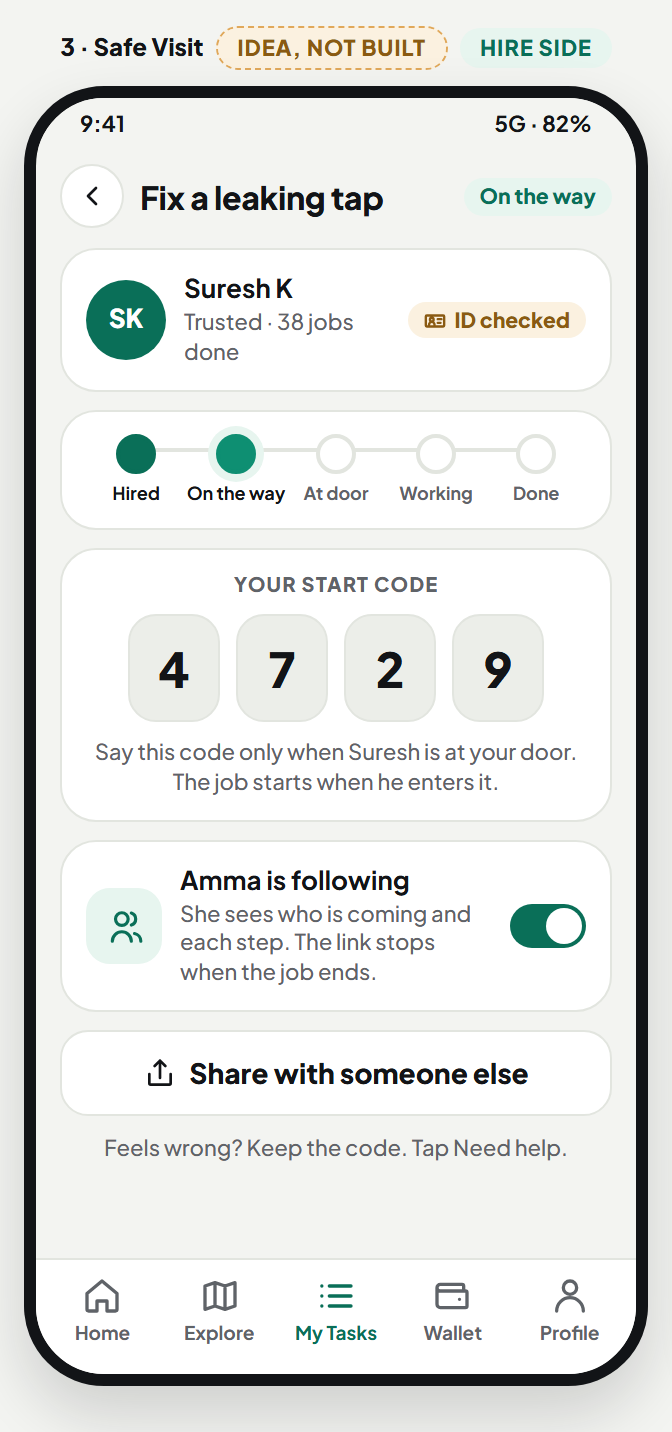 3 · Safe Visit IDEA, NOT BUILT HIRE SIDE
9:41 5G · 82%
Fix a leaking tap On the way
SK
Suresh K
Trusted · 38 jobs
done
ID checked
Hired On the way At door Working Done
YOUR START CODE
4 7 2 9
Say this code only when Suresh is at your door.
The job starts when he enters it.
Amma is following
She sees who is coming and
each step. The link stops
when the job ends.
Share with someone else
Feels wrong? Keep the code. Tap Need help.
Home Explore My Tasks Wallet Profile